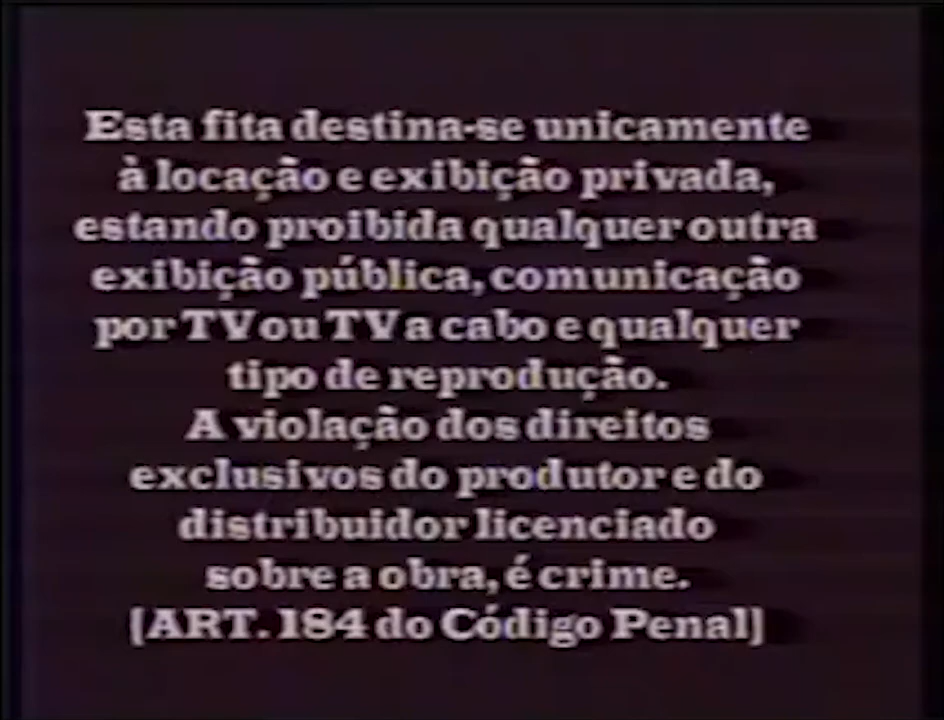 Esta fita destina-se unicamente
à locação e exibição privada,
estando proibida qualquer outra
exibição pública, comunicação
por TV ou TV a cabo e qualquer
tipo de reprodução.
A violação dos direitos
exclusivos do produtor e do
distribuidor licenciado
sobre a obra, é crime.
[ART. 184 do Código Penal]